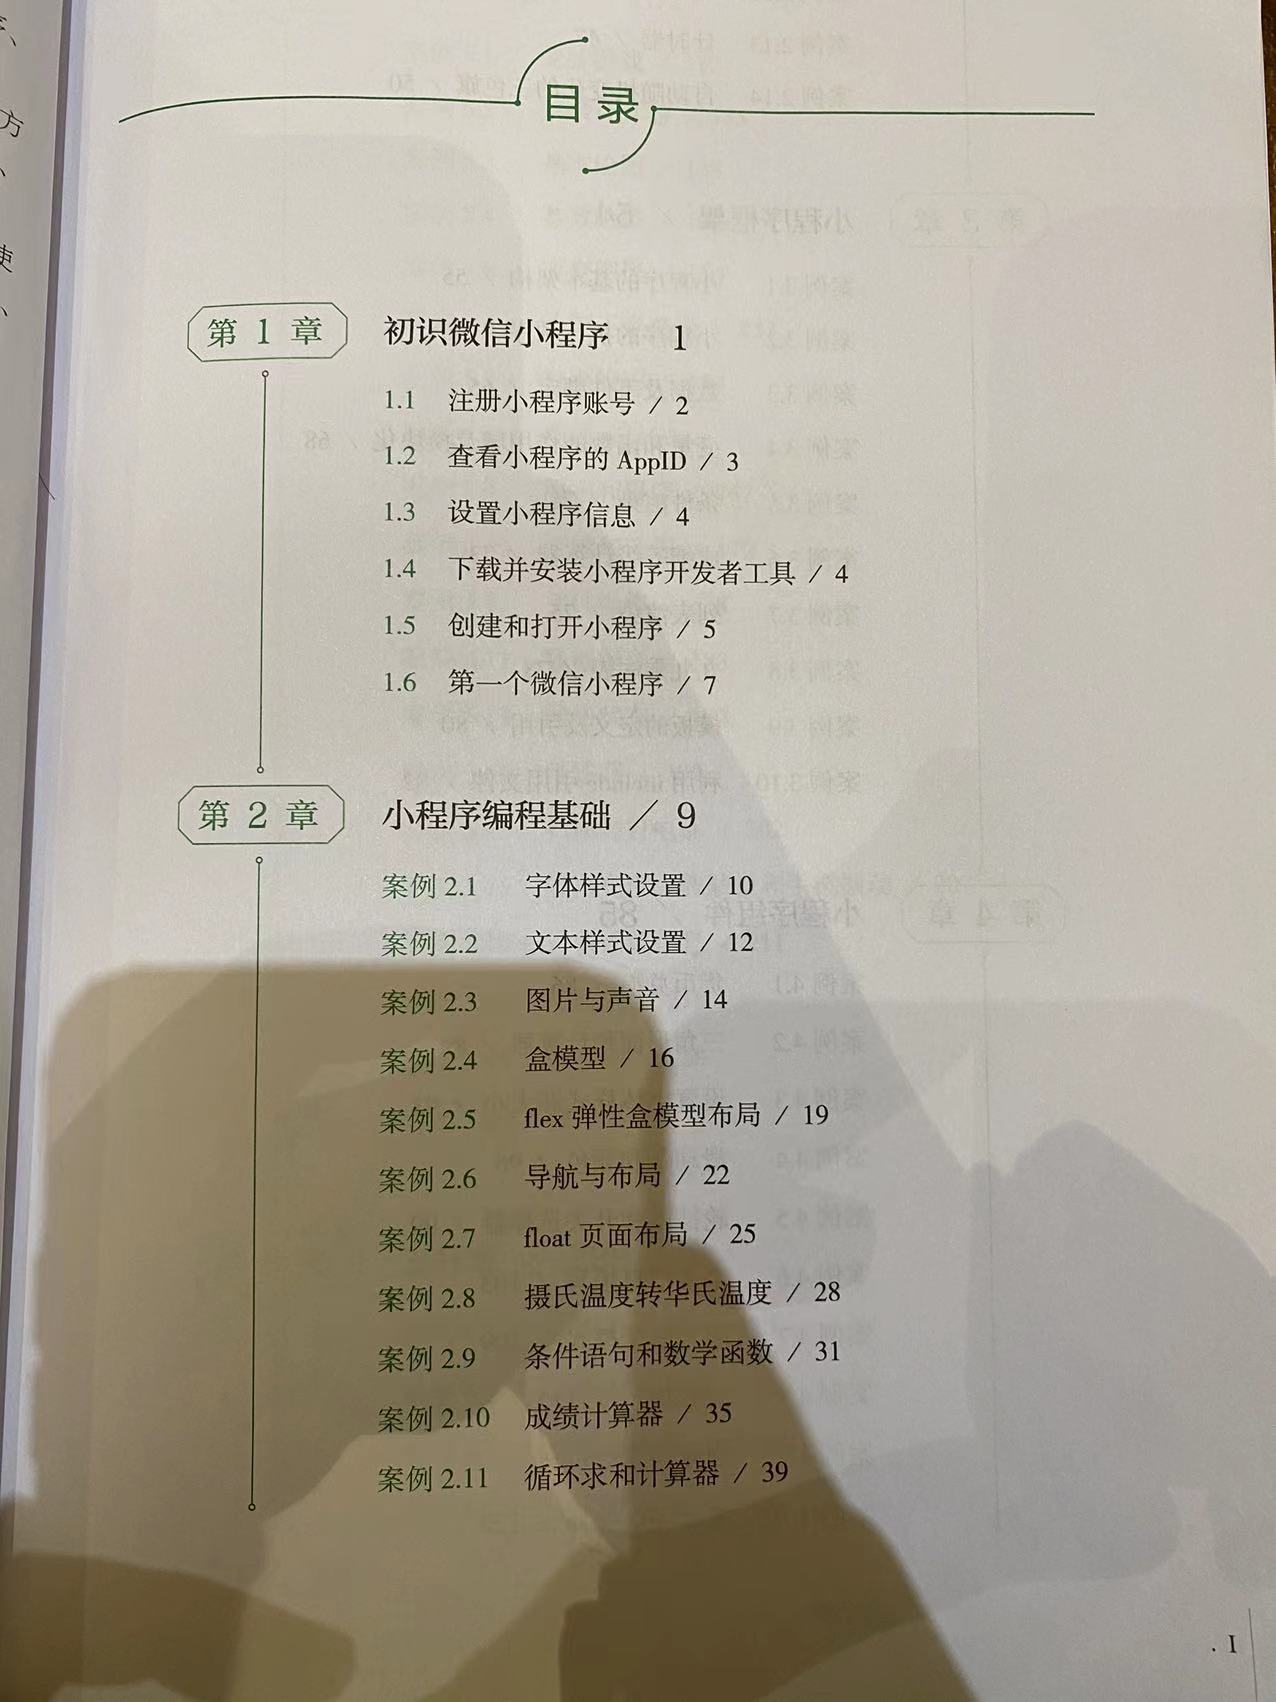 目录
第 1 章 初识微信小程序 1
1.1 注册小程序账号 / 2
1.2 查看小程序的 AppID / 3
1.3 设置小程序信息 / 4
1.4 下载并安装小程序开发者工具 / 4
1.5 创建和打开小程序 / 5
1.6 第一个微信小程序 / 7
第 2 章 小程序编程基础 / 9
案例 2.1 字体样式设置 / 10
案例 2.2 文本样式设置 / 12
案例 2.3 图片与声音 / 14
案例 2.4 盒模型 / 16
案例 2.5 flex 弹性盒模型布局 / 19
案例 2.6 导航与布局 / 22
案例 2.7 float 页面布局 / 25
案例 2.8 摄氏温度转华氏温度 / 28
案例 2.9 条件语句和数学函数 / 31
案例 2.10 成绩计算器 / 35
案例 2.11 循环求和计算器 / 39
. I